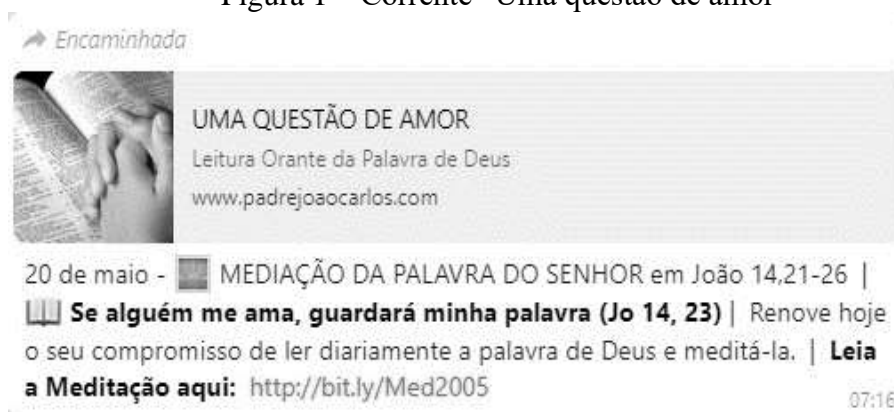 Figura 1 – Corrente "Uma questão de amor"
Encaminhada
UMA QUESTÃO DE AMOR
Leitura Orante da Palavra de Deus
www.padrejoaocarlos.com
20 de maio - MEDIAÇÃO DA PALAVRA DO SENHOR em João 14,21-26 |
Se alguém me ama, guardará minha palavra (Jo 14, 23) | Renove hoje
o seu compromisso de ler diariamente a palavra de Deus e meditá-la. | Leia
a Meditação aqui: http://bit.ly/Med2005
07:16